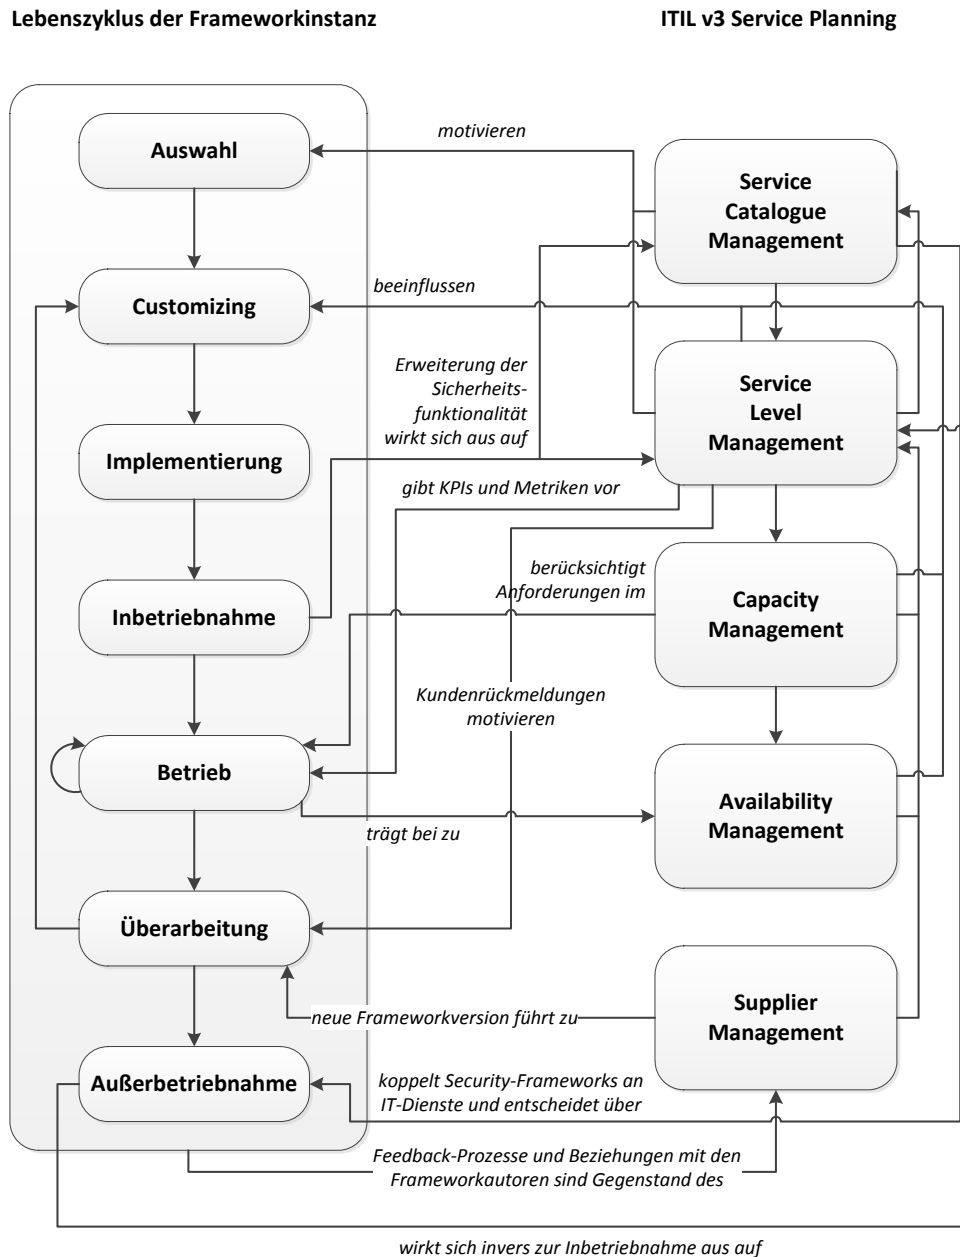 Lebenszyklus der Frameworkinstanz
ITIL v3 Service Planning
motivieren
Auswahl
Service
Catalogue
Management
beeinflussen
Customizing
Erweiterung der
Sicherheits-
funktionalität
wirkt sich aus auf
Service
Level
Management
Implementierung
gibt KPIs und Metriken vor
berücksichtigt
Anforderungen im
Capacity
Management
Inbetriebnahme
Kundenrückmeldungen
motivieren
Betrieb
Availability
Management
trägt bei zu
Überarbeitung
neue Frameworkversion führt zu
Supplier
Management
Außerbetriebnahme
koppelt Security-Frameworks an
IT-Dienste und entscheidet über
Feedback-Prozesse und Beziehungen mit den
Frameworkautoren sind Gegenstand des
wirkt sich invers zur Inbetriebnahme aus auf